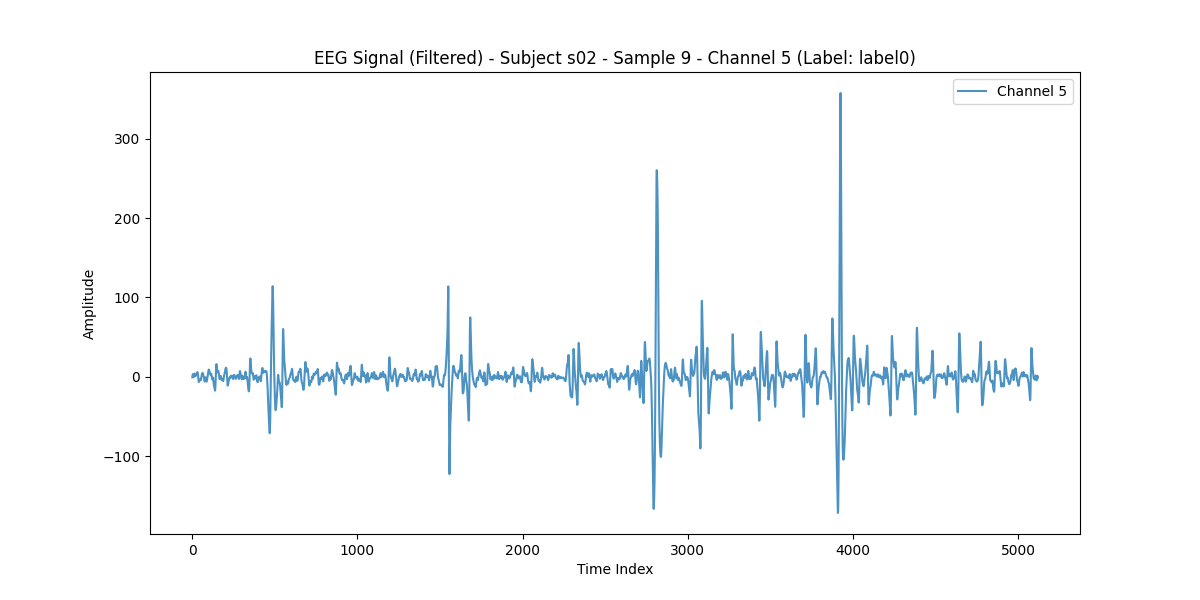 EEG Signal (Filtered) - Subject s02 - Sample 9 - Channel 5 (Label: label0)
Channel 5
300
200
100
0
−100
Amplitude
0 1000 2000 3000 4000 5000
Time Index